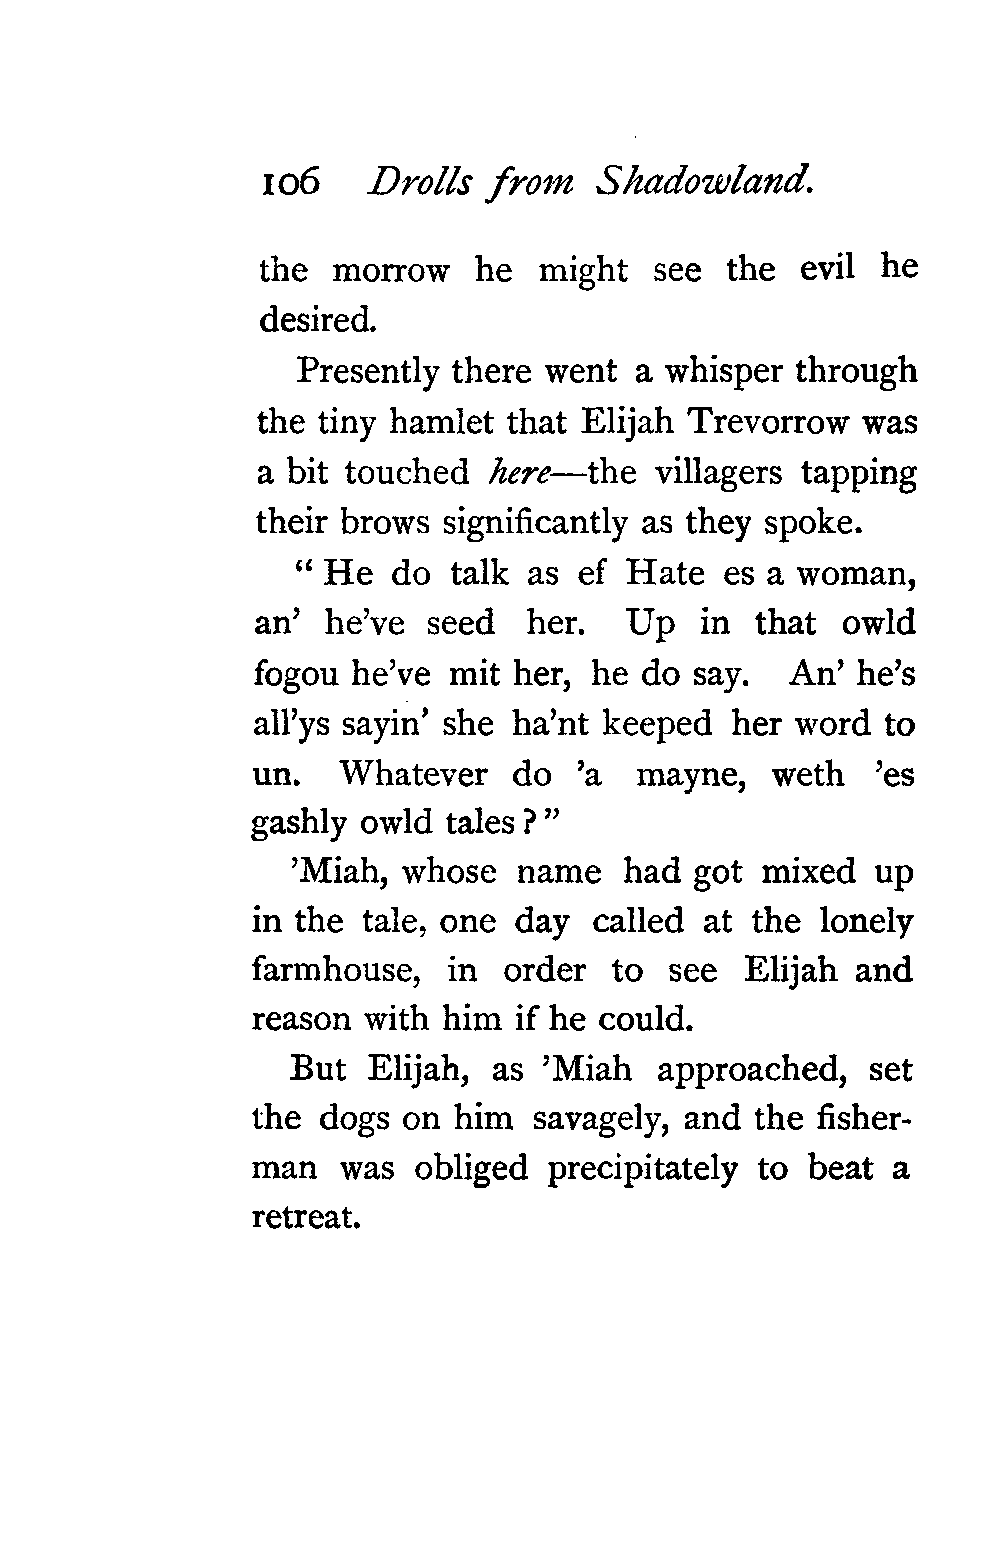 106 Drolls from Shadowland.
the morrow he might see the evil he
desired.
Presently there went a whisper through
the tiny hamlet that Elijah Trevorrow was
a bit touched here—the villagers tapping
their brows significantly as they spoke.
“ He do talk as ef Hate es a woman,
an’ he’ve seed her. Up in that owld
fogou he’ve mit her, he do say. An’ he’s
all’ys sayin’ she ha’nt keeped her word to
un. Whatever do ’a mayne, weth ’es
gashly owld tales ? ”
’Miah, whose name had got mixed up
in the tale, one day called at the lonely
farmhouse, in order to see Elijah and
reason with him if he could.
But Elijah, as ’Miah approached, set
the dogs on him savagely, and the fisher-
man was obliged precipitately to beat a
retreat.